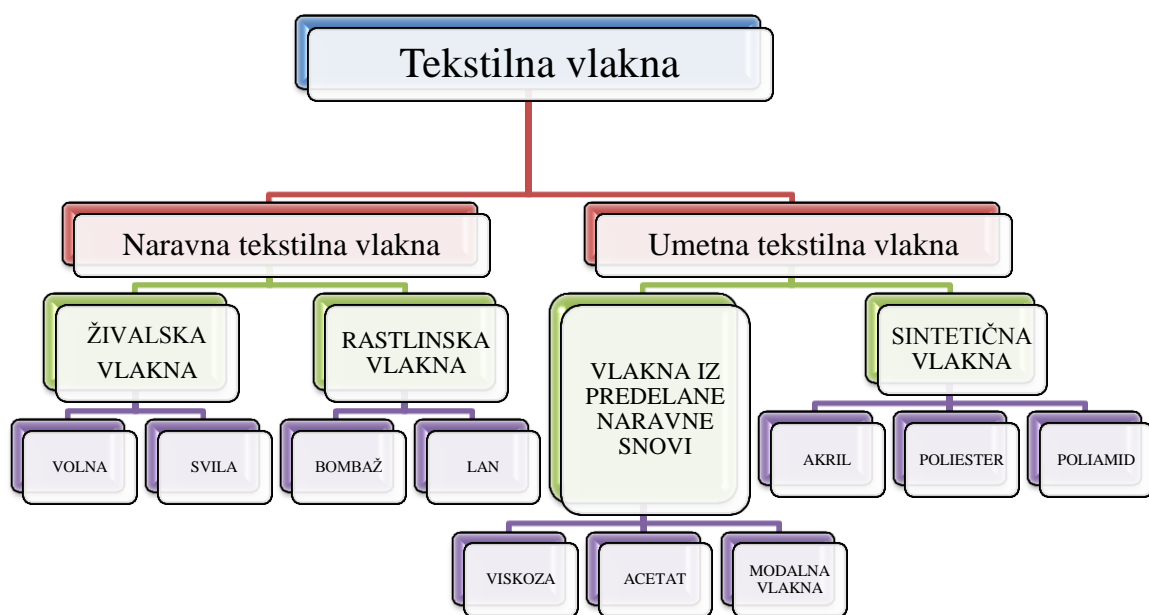 Tekstilna vlakna
Naravna tekstilna vlakna
Umetna tekstilna vlakna
ŽIVALSKA
VLAKNA
RASTLINSKA
VLAKNA
VLAKNA IZ
PREDELANE
NARAVNE
SNOVI
SINTETIČNA
VLAKNA
VOLNA
SVILA
BOMBAŽ
LAN
AKRIL
POLIESTER
POLIAMID
VISKOZA
ACETAT
MODALNA
VLAKNA